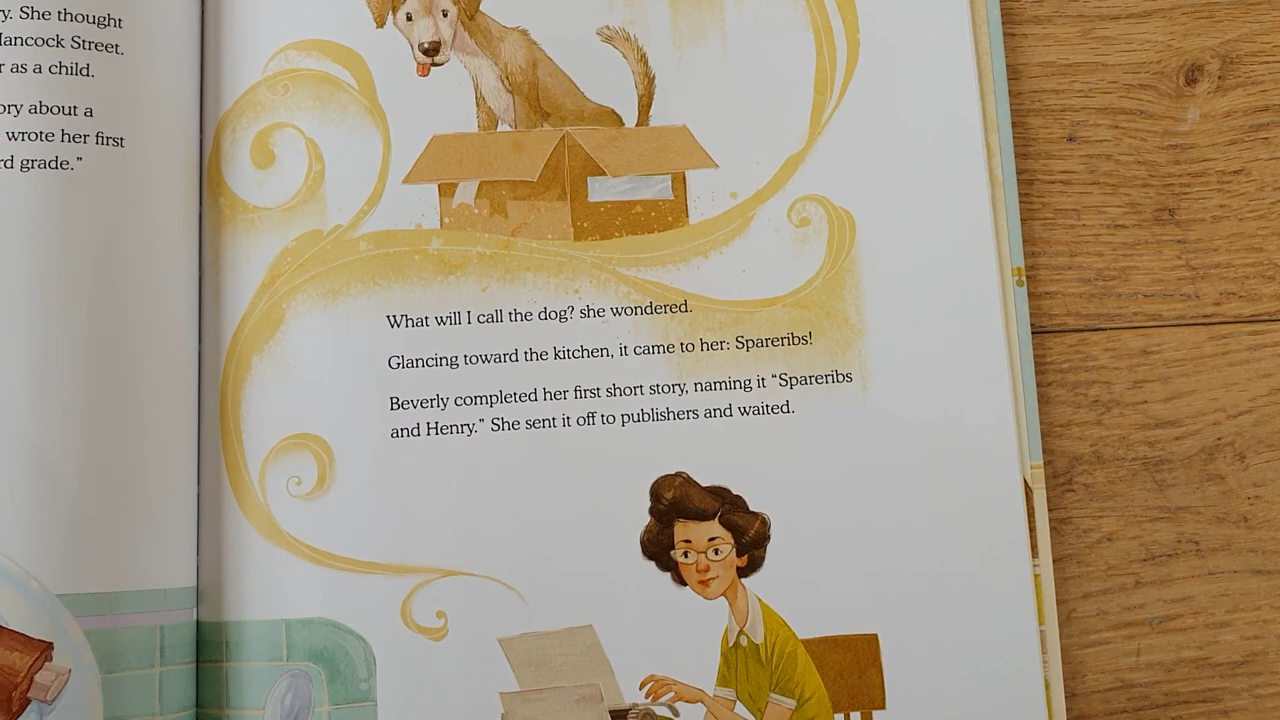 ry. She thought
Hancock Street.
r as a child.
ory about a
wrote her first
rd grade.”
What will I call the dog? she wondered.
Glancing toward the kitchen, it came to her: Spareribs!
Beverly completed her first short story, naming it “Spareribs
and Henry.” She sent it off to publishers and waited.